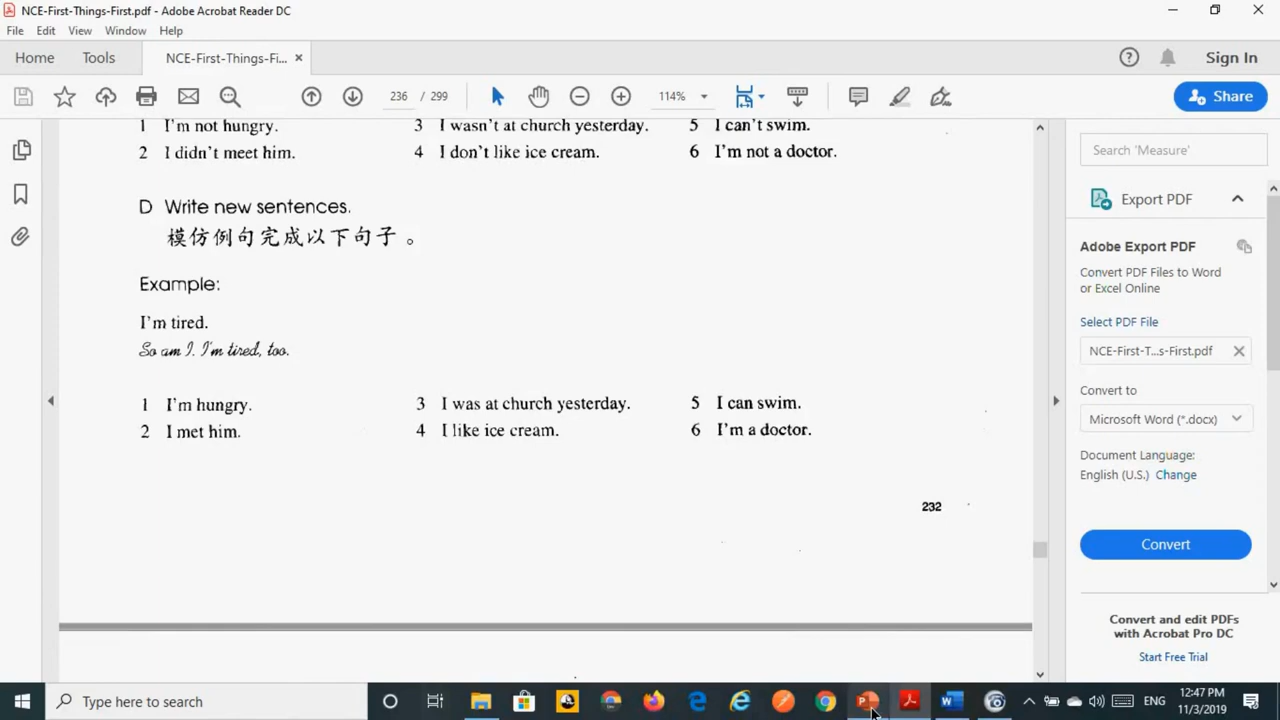 NCE-First-Things-First.pdf - Adobe Acrobat Reader DC
File Edit View Window Help
Home Tools NCE-First-Things-Fi... × Sign In
236 / 299 114% Share
1 I'm not hungry. 3 I wasn't at church yesterday. 5 I can't swim.
2 I didn't meet him. 4 I don't like ice cream. 6 I'm not a doctor.
D Write new sentences.
模仿例句完成以下句子。
Example:
I'm tired.
So am I. I'm tired, too.
1 I'm hungry. 3 I was at church yesterday. 5 I can swim.
2 I met him. 4 I like ice cream. 6 I'm a doctor.
232
Search 'Measure'
Export PDF
Adobe Export PDF
Convert PDF Files to Word
or Excel Online
Select PDF File
NCE-First-T...s-First.pdf
Convert to
Microsoft Word (*.docx)
Document Language:
English (U.S.) Change
Convert
Convert and edit PDFs
with Acrobat Pro DC
Start Free Trial
Type here to search
ENG
12:47 PM
11/3/2019